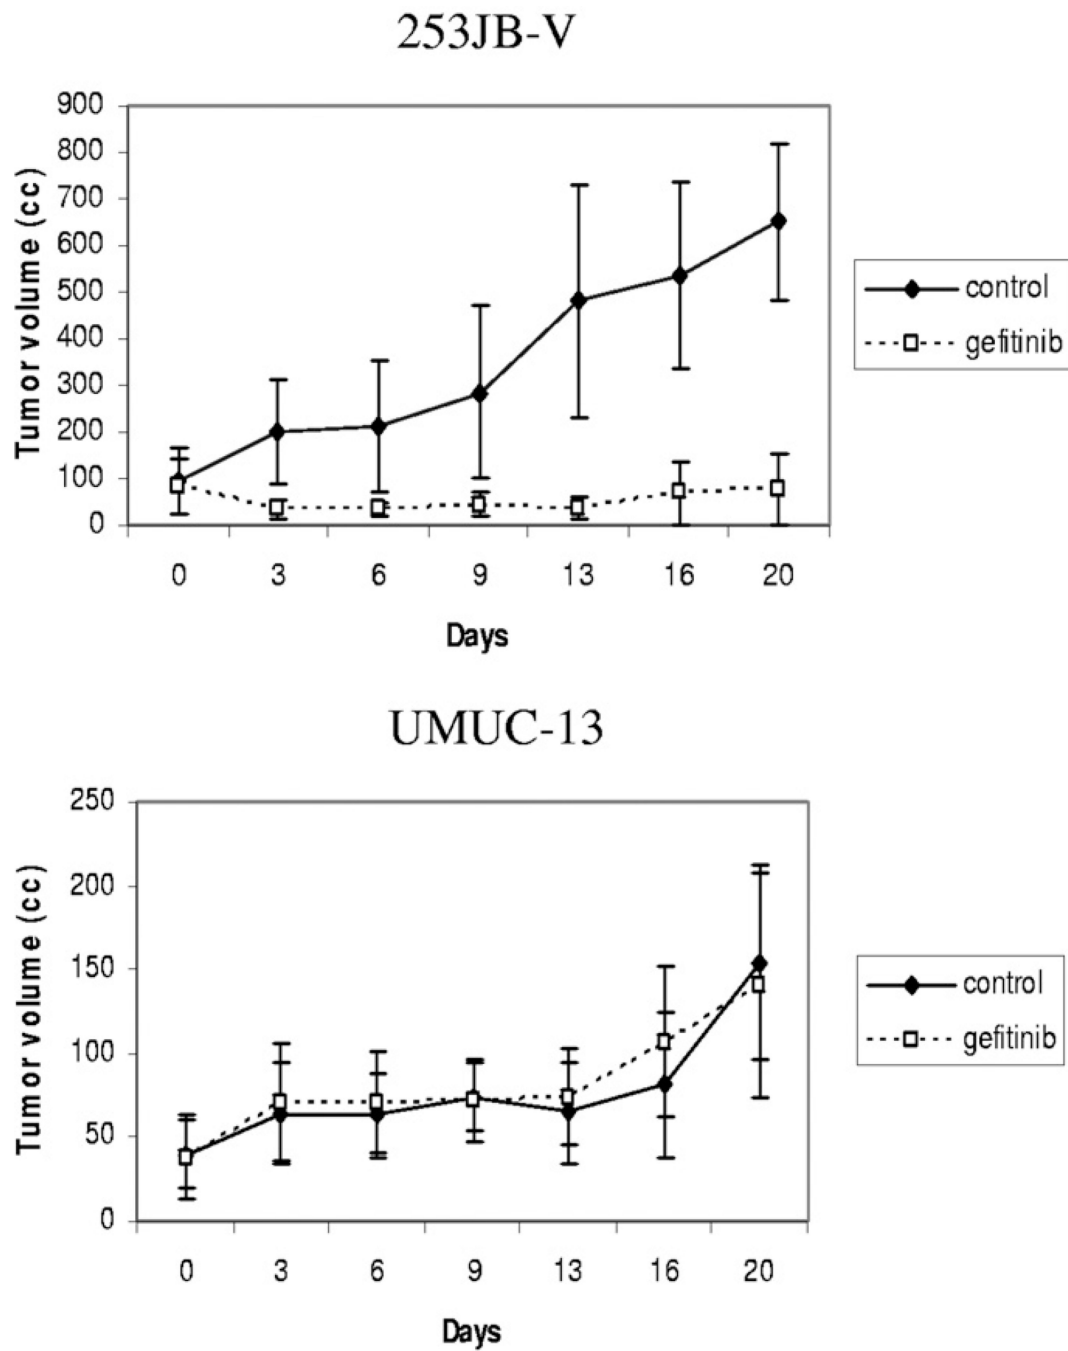 253JB-V
900
800
700
600
500
400
300
200
100
0
Tumor volume (cc)
0 3 6 9 13 16 20
Days
control
gefitinib
UMUC-13
250
200
150
100
50
0
Tumor volume (cc)
0 3 6 9 13 16 20
Days
control
gefitinib